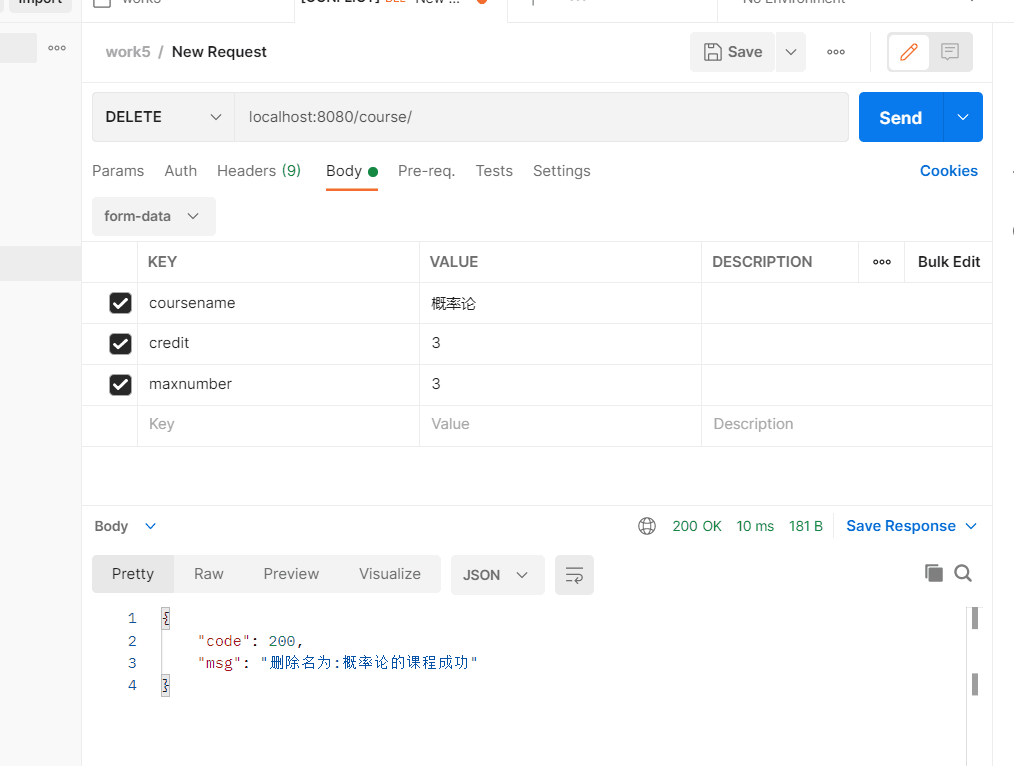 Import
works
[CONFLICT] DEL New ...
No Environment
work5 / New Request
Save
DELETE
localhost:8080/course/
Send
Params Auth Headers (9) Body Pre-req. Tests Settings Cookies
form-data
KEY VALUE DESCRIPTION Bulk Edit
coursename 概率论
credit 3
maxnumber 3
Key Value Description
Body 200 OK 10 ms 181 B Save Response
Pretty Raw Preview Visualize JSON
1 {
2 "code": 200,
3 "msg": "删除名为:概率论的课程成功"
4 }